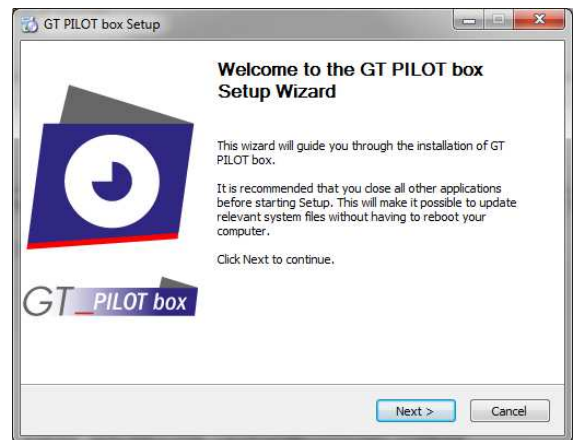 GT PILOT box Setup
Welcome to the GT PILOT box
Setup Wizard
This wizard will guide you through the installation of GT
PILOT box.
It is recommended that you close all other applications
before starting Setup. This will make it possible to update
relevant system files without having to reboot your
computer.
Click Next to continue.
GT_PILOT box
Next >
Cancel